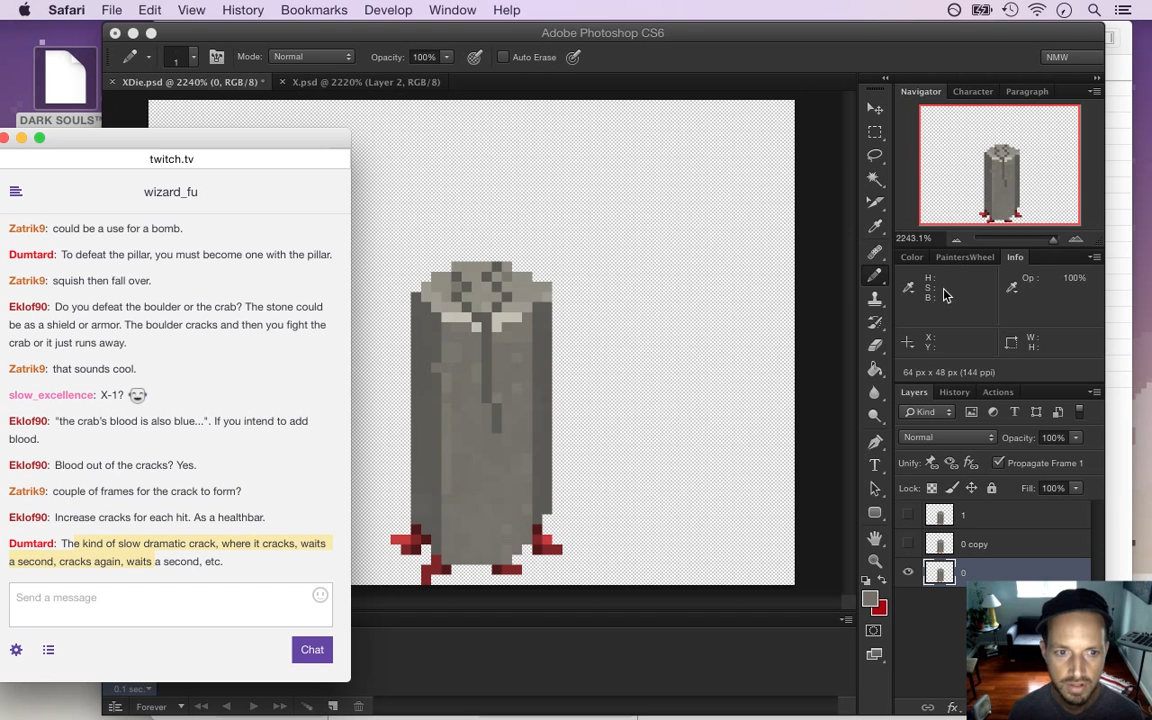 Safari File Edit View History Bookmarks Develop Window Help
Adobe Photoshop CS6
1 Mode: Normal Opacity: 100% Auto Erase NMW
XDie.psd @ 2240% (0, RGB/8) * X.psd @ 2220% (Layer 2, RGB/8)
DARK SOULS™
twitch.tv
wizard_fu
Zatrik9: could be a use for a bomb.
Dumtard: To defeat the pillar, you must become one with the pillar.
Zatrik9: squish then fall over.
Eklof90: Do you defeat the boulder or the crab? The stone could
be as a shield or armor. The boulder cracks and then you fight the
crab or it just runs away.
Zatrik9: that sounds cool.
slow_excellence: X-1?
Eklof90: "the crab's blood is also blue...". If you intend to add
blood.
Eklof90: Blood out of the cracks? Yes.
Zatrik9: couple of frames for the crack to form?
Eklof90: Increase cracks for each hit. As a healthbar.
Dumtard: The kind of slow dramatic crack, where it cracks, waits
a second, cracks again, waits a second, etc.
Send a message
Chat
0.1 sec.
Forever
Navigator Character Paragraph
2243.1%
Color PaintersWheel Info
H : Op : 100%
S :
B :
X : W :
Y : H :
64 px x 48 px (144 ppi)
Layers History Actions
Kind
Normal Opacity: 100%
Unify: Propagate Frame 1
Lock: Fill: 100%
1
0 copy
0
fx